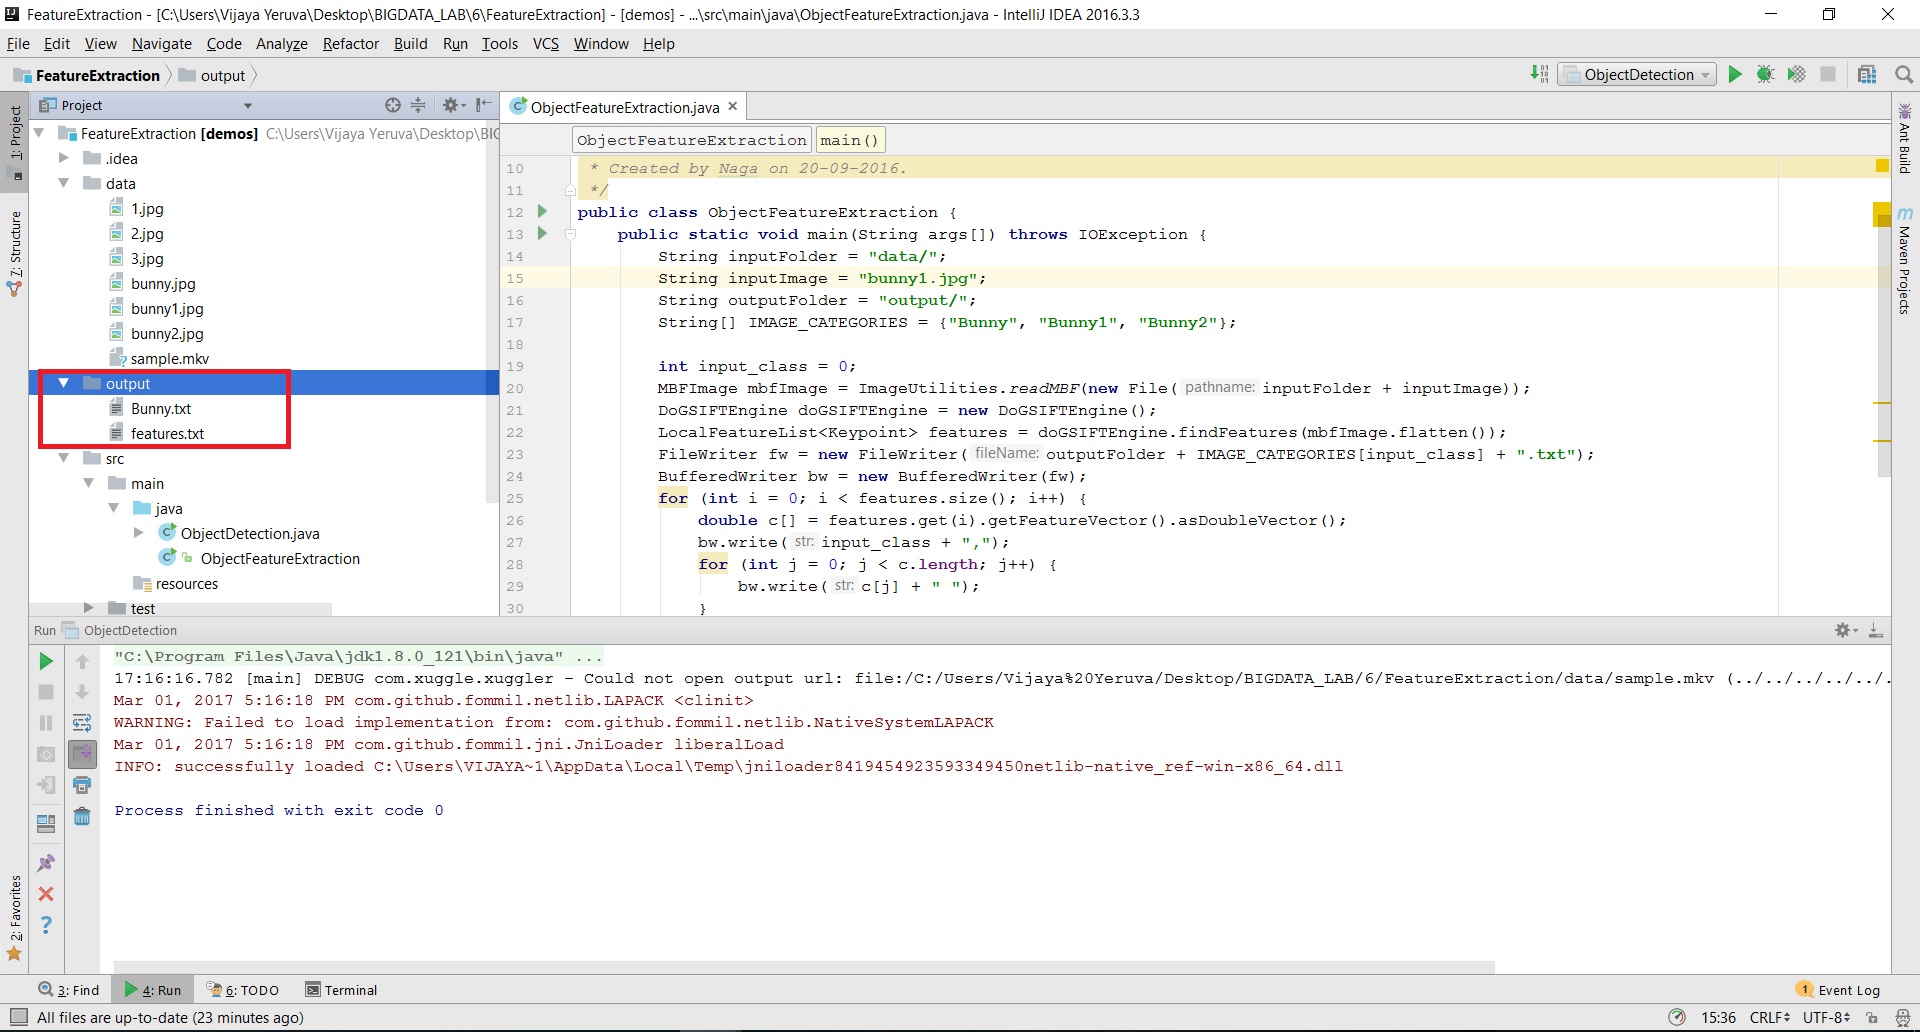 FeatureExtraction - [C:\Users\Vijaya Yeruva\Desktop\BIGDATA_LAB\6\FeatureExtraction] - [demos] - ...\src\main\java\ObjectFeatureExtraction.java - IntelliJ IDEA 2016.3.3
File Edit View Navigate Code Analyze Refactor Build Run Tools VCS Window Help
FeatureExtraction output ObjectDetection
1: Project
7: Structure
2: Favorites
Project
FeatureExtraction [demos] C:\Users\Vijaya Yeruva\Desktop\BIG
.idea
data
1.jpg
2.jpg
3.jpg
bunny.jpg
bunny1.jpg
bunny2.jpg
sample.mkv
output
Bunny.txt
features.txt
src
main
java
ObjectDetection.java
ObjectFeatureExtraction
resources
test
ObjectFeatureExtraction.java
ObjectFeatureExtraction main()
10 * Created by Naga on 20-09-2016.
11 */
12 public class ObjectFeatureExtraction {
13 public static void main(String args[]) throws IOException {
14 String inputFolder = "data/";
15 String inputImage = "bunny1.jpg";
16 String outputFolder = "output/";
17 String[] IMAGE_CATEGORIES = {"Bunny", "Bunny1", "Bunny2"};
18
19 int input_class = 0;
20 MBFImage mbfImage = ImageUtilities.readMBF(new File( pathname: inputFolder + inputImage));
21 DoGSIFTEngine doGSIFTEngine = new DoGSIFTEngine();
22 LocalFeatureList<Keypoint> features = doGSIFTEngine.findFeatures(mbfImage.flatten());
23 FileWriter fw = new FileWriter( fileName: outputFolder + IMAGE_CATEGORIES[input_class] + ".txt");
24 BufferedWriter bw = new BufferedWriter(fw);
25 for (int i = 0; i < features.size(); i++) {
26 double c[] = features.get(i).getFeatureVector().asDoubleVector();
27 bw.write( str: input_class + ",");
28 for (int j = 0; j < c.length; j++) {
29 bw.write( str: c[j] + " ");
30 }
Ant Build
m Maven Projects
Run ObjectDetection
"C:\Program Files\Java\jdk1.8.0_121\bin\java" ...
17:16:16.782 [main] DEBUG com.xuggle.xuggler - Could not open output url: file:/C:/Users/Vijaya%20Yeruva/Desktop/BIGDATA_LAB/6/FeatureExtraction/data/sample.mkv (../../../../../.
Mar 01, 2017 5:16:18 PM com.github.fommil.netlib.LAPACK <clinit>
WARNING: Failed to load implementation from: com.github.fommil.netlib.NativeSystemLAPACK
Mar 01, 2017 5:16:18 PM com.github.fommil.jni.JniLoader liberalLoad
INFO: successfully loaded C:\Users\VIJAYA~1\AppData\Local\Temp\jniloader8419454923593349450netlib-native_ref-win-x86_64.dll
Process finished with exit code 0
3: Find 4: Run 6: TODO Terminal 1 Event Log
All files are up-to-date (23 minutes ago) 15:36 CRLF UTF-8